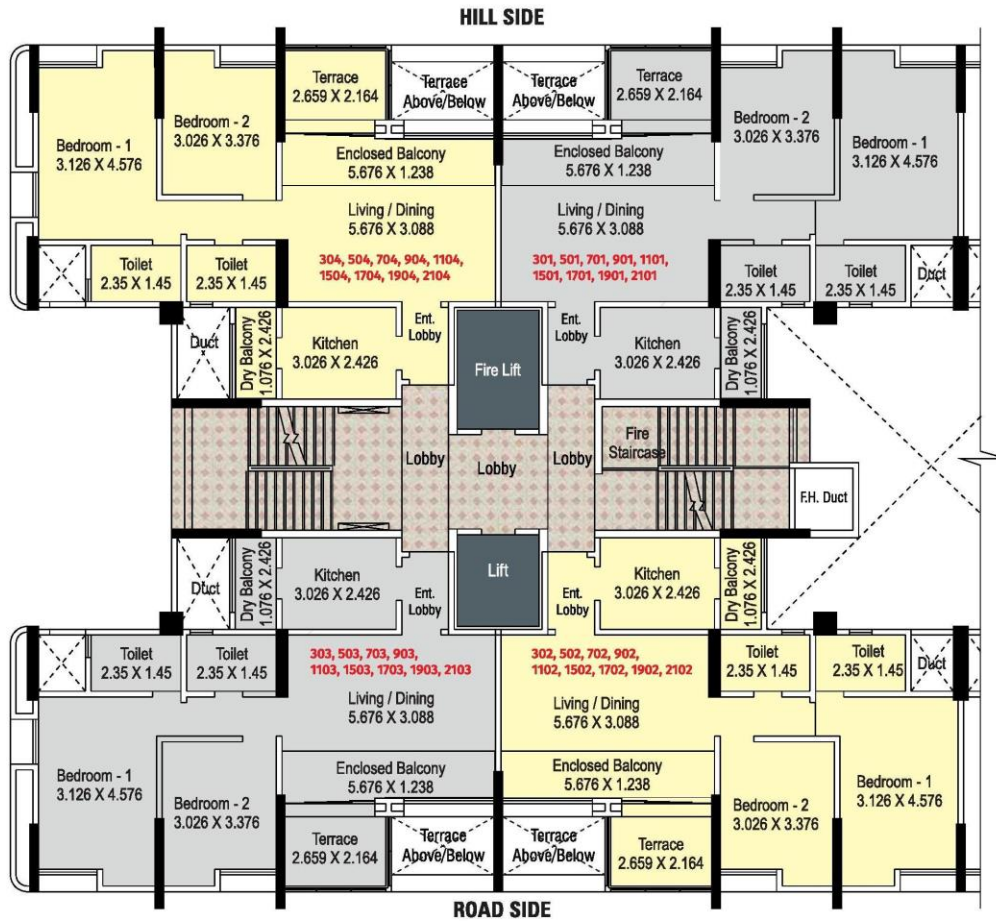 HILL SIDE
Terrace
2.659 X 2.164
Terrace
Above/Below
Terrace
Above/Below
Terrace
2.659 X 2.164
Bedroom - 1
3.126 X 4.576
Bedroom - 2
3.026 X 3.376
Enclosed Balcony
5.676 X 1.238
Enclosed Balcony
5.676 X 1.238
Bedroom - 2
3.026 X 3.376
Bedroom - 1
3.126 X 4.576
Living / Dining
5.676 X 3.088
Living / Dining
5.676 X 3.088
304, 504, 704, 904, 1104,
1504, 1704, 1904, 2104
301, 501, 701, 901, 1101,
1501, 1701, 1901, 2101
Toilet
2.35 X 1.45
Toilet
2.35 X 1.45
Toilet
2.35 X 1.45
Toilet
2.35 X 1.45
Duct
Duct
Dry Balcony
1.076 X 2.426
Kitchen
3.026 X 2.426
Ent.
Lobby
Fire Lift
Ent.
Lobby
Kitchen
3.026 X 2.426
Dry Balcony
1.076 X 2.426
Lobby
Lobby
Lobby
Fire
Staircase
F.H. Duct
Duct
Dry Balcony
1.076 X 2.426
Kitchen
3.026 X 2.426
Ent.
Lobby
Lift
Ent.
Lobby
Kitchen
3.026 X 2.426
Dry Balcony
1.076 X 2.426
Toilet
2.35 X 1.45
Toilet
2.35 X 1.45
303, 503, 703, 903,
1103, 1503, 1703, 1903, 2103
302, 502, 702, 902,
1102, 1502, 1702, 1902, 2102
Toilet
2.35 X 1.45
Toilet
2.35 X 1.45
Duct
Living / Dining
5.676 X 3.088
Living / Dining
5.676 X 3.088
Bedroom - 1
3.126 X 4.576
Bedroom - 2
3.026 X 3.376
Enclosed Balcony
5.676 X 1.238
Enclosed Balcony
5.676 X 1.238
Bedroom - 2
3.026 X 3.376
Bedroom - 1
3.126 X 4.576
Terrace
2.659 X 2.164
Terrace
Above/Below
Terrace
Above/Below
Terrace
2.659 X 2.164
ROAD SIDE